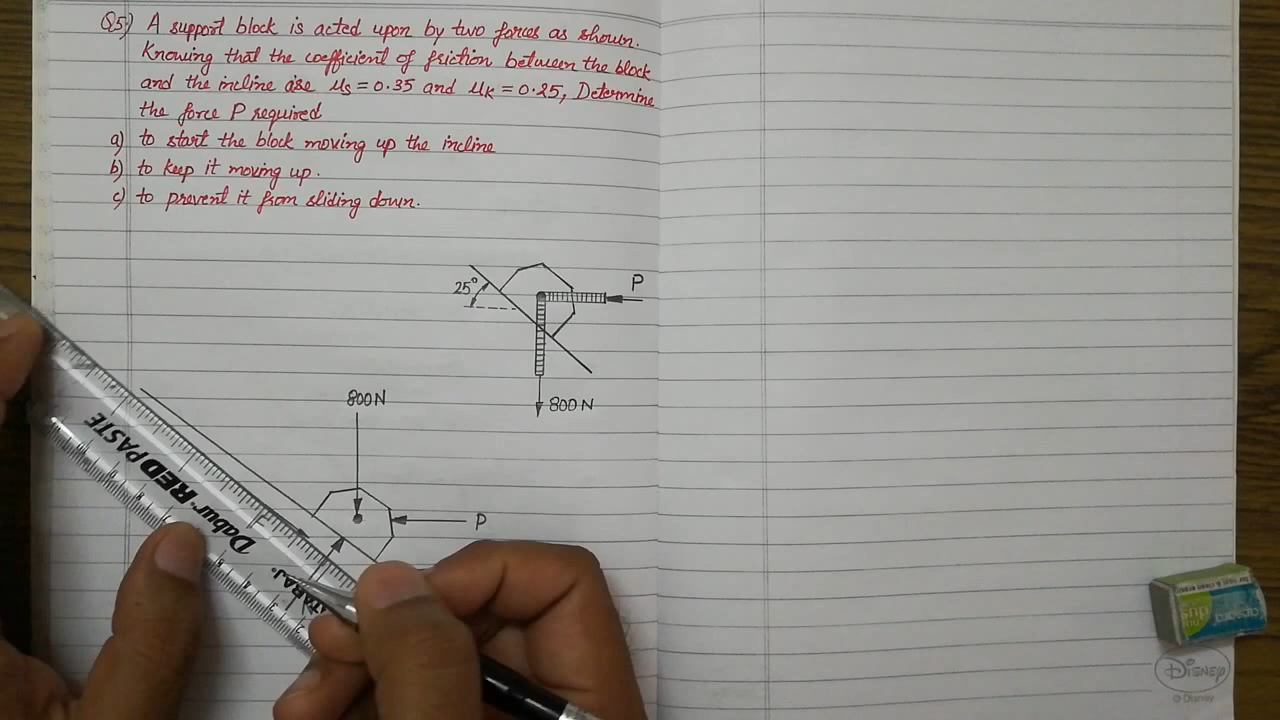 Q5) A support block is acted upon by two forces as shown.
Knowing that the coefficient of friction between the block
and the incline are μs = 0.35 and μK = 0.25, Determine
the force P required
a) to start the block moving up the incline
b) to keep it moving up.
c) to prevent it from sliding down.
25°
P
800 N
800 N
P
Dabur RED PASTE
DISNEY
© Disney